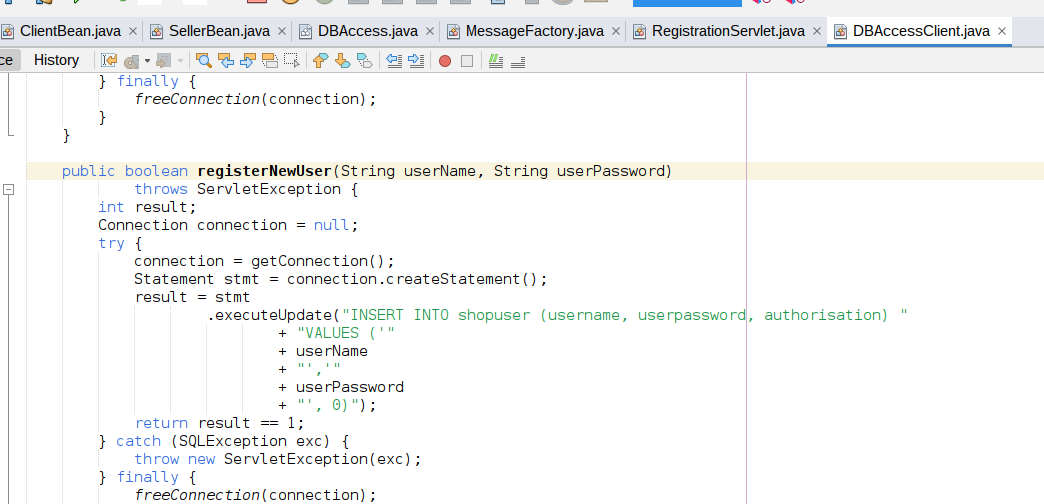 ClientBean.java × SellerBean.java × DBAccess.java × MessageFactory.java × RegistrationServlet.java × DBAccessClient.java ×
ce History
} finally {
freeConnection(connection);
}
}
public boolean registerNewUser(String userName, String userPassword)
throws ServletException {
int result;
Connection connection = null;
try {
connection = getConnection();
Statement stmt = connection.createStatement();
result = stmt
.executeUpdate("INSERT INTO shopuser (username, userpassword, authorisation) "
+ "VALUES ('"
+ userName
+ "','"
+ userPassword
+ "', 0)");
return result == 1;
} catch (SQLException exc) {
throw new ServletException(exc);
} finally {
freeConnection(connection);